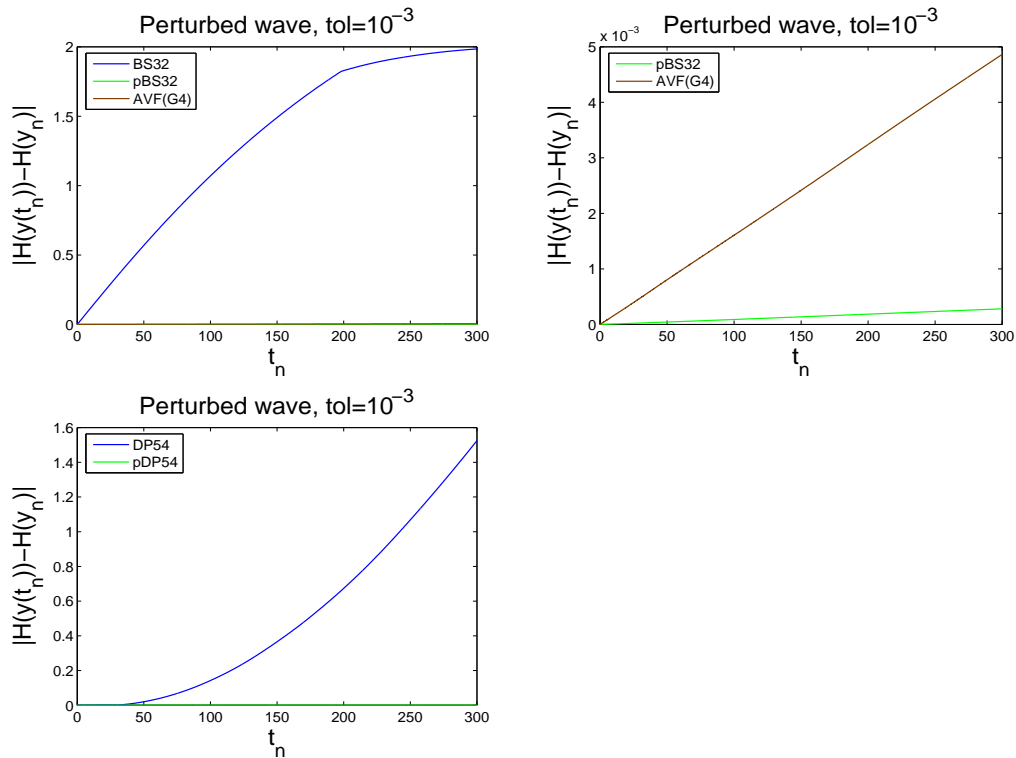 Perturbed wave, tol=10⁻³
2
1.5
1
0.5
0
|H(y(t_n))−H(y_n)|
BS32
pBS32
AVF(G4)
0 50 100 150 200 250 300
t_n
Perturbed wave, tol=10⁻³
x 10⁻³
5
4
3
2
1
0
|H(y(t_n))−H(y_n)|
pBS32
AVF(G4)
0 50 100 150 200 250 300
t_n
Perturbed wave, tol=10⁻³
1.6
1.4
1.2
1
0.8
0.6
0.4
0.2
0
|H(y(t_n))−H(y_n)|
DP54
pDP54
0 50 100 150 200 250 300
t_n